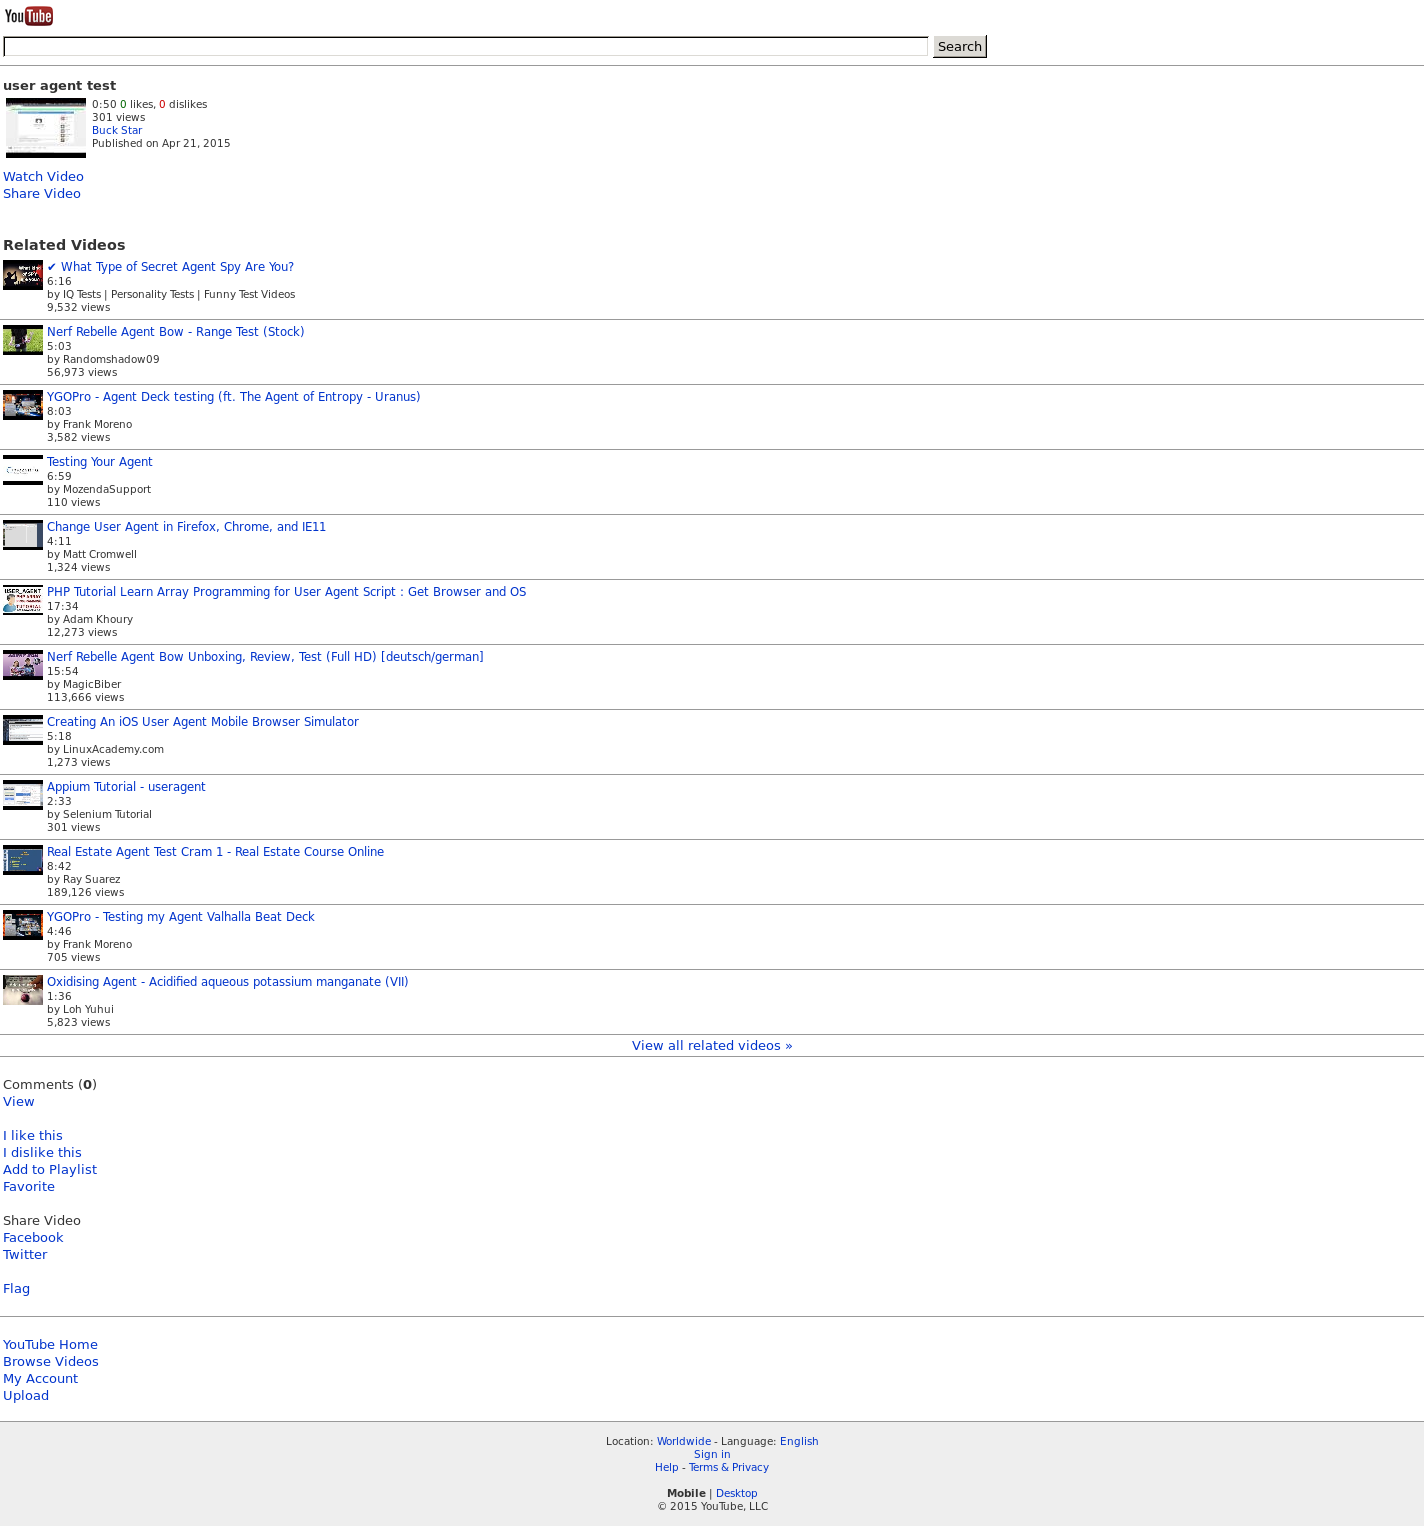 YouTube
Search
user agent test
0:50 0 likes, 0 dislikes
301 views
Buck Star
Published on Apr 21, 2015
Watch Video
Share Video
Related Videos
✔ What Type of Secret Agent Spy Are You?
6:16
by IQ Tests | Personality Tests | Funny Test Videos
9,532 views
Nerf Rebelle Agent Bow - Range Test (Stock)
5:03
by Randomshadow09
56,973 views
YGOPro - Agent Deck testing (ft. The Agent of Entropy - Uranus)
8:03
by Frank Moreno
3,582 views
Testing Your Agent
6:59
by MozendaSupport
110 views
Change User Agent in Firefox, Chrome, and IE11
4:11
by Matt Cromwell
1,324 views
USER_AGENT
PHP ARRAY
TUTORIAL
PHP Tutorial Learn Array Programming for User Agent Script : Get Browser and OS
17:34
by Adam Khoury
12,273 views
Nerf Rebelle Agent Bow Unboxing, Review, Test (Full HD) [deutsch/german]
15:54
by MagicBiber
113,666 views
Creating An iOS User Agent Mobile Browser Simulator
5:18
by LinuxAcademy.com
1,273 views
Appium Tutorial - useragent
2:33
by Selenium Tutorial
301 views
Real Estate Agent Test Cram 1 - Real Estate Course Online
8:42
by Ray Suarez
189,126 views
YGOPro - Testing my Agent Valhalla Beat Deck
4:46
by Frank Moreno
705 views
Oxidising Agent - Acidified aqueous potassium manganate (VII)
1:36
by Loh Yuhui
5,823 views
View all related videos »
Comments (0)
View
I like this
I dislike this
Add to Playlist
Favorite
Share Video
Facebook
Twitter
Flag
YouTube Home
Browse Videos
My Account
Upload
Location: Worldwide - Language: English
Sign in
Help - Terms & Privacy
Mobile | Desktop
© 2015 YouTube, LLC